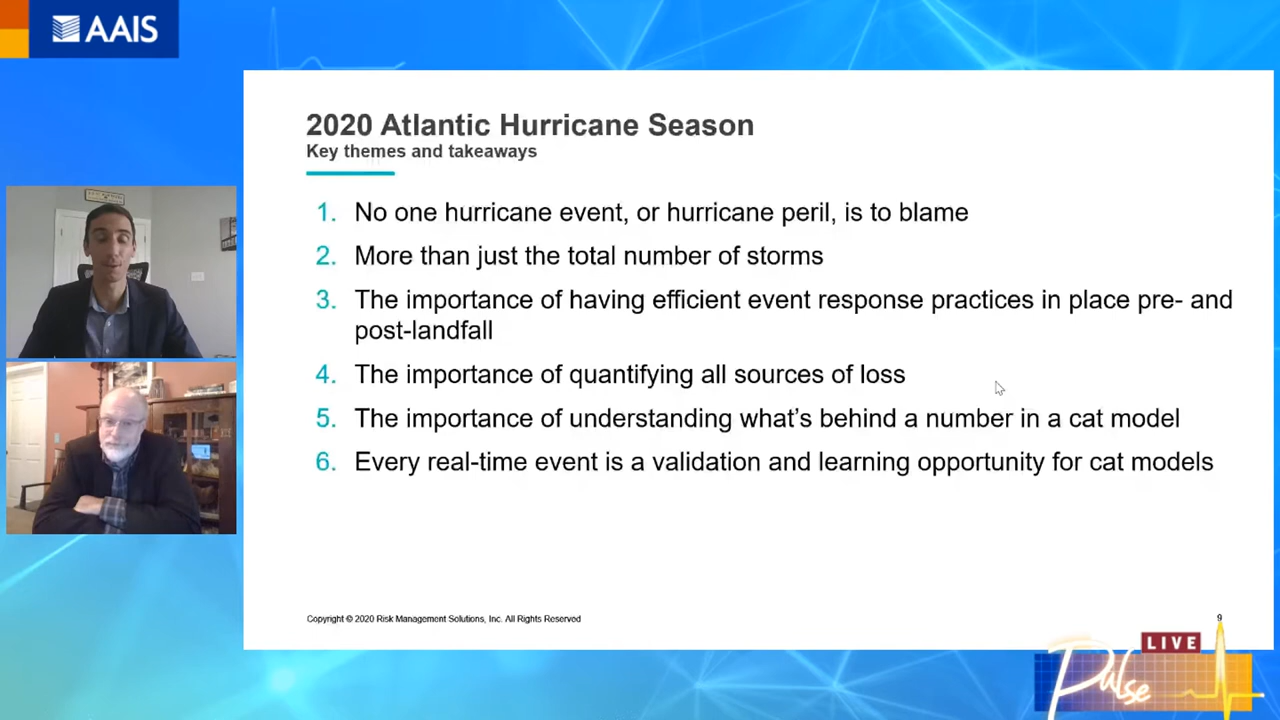 AAIS
2020 Atlantic Hurricane Season
Key themes and takeaways
1. No one hurricane event, or hurricane peril, is to blame
2. More than just the total number of storms
3. The importance of having efficient event response practices in place pre- and
post-landfall
4. The importance of quantifying all sources of loss
5. The importance of understanding what’s behind a number in a cat model
6. Every real-time event is a validation and learning opportunity for cat models
Copyright © 2020 Risk Management Solutions, Inc. All Rights Reserved
9
LIVE
Pulse